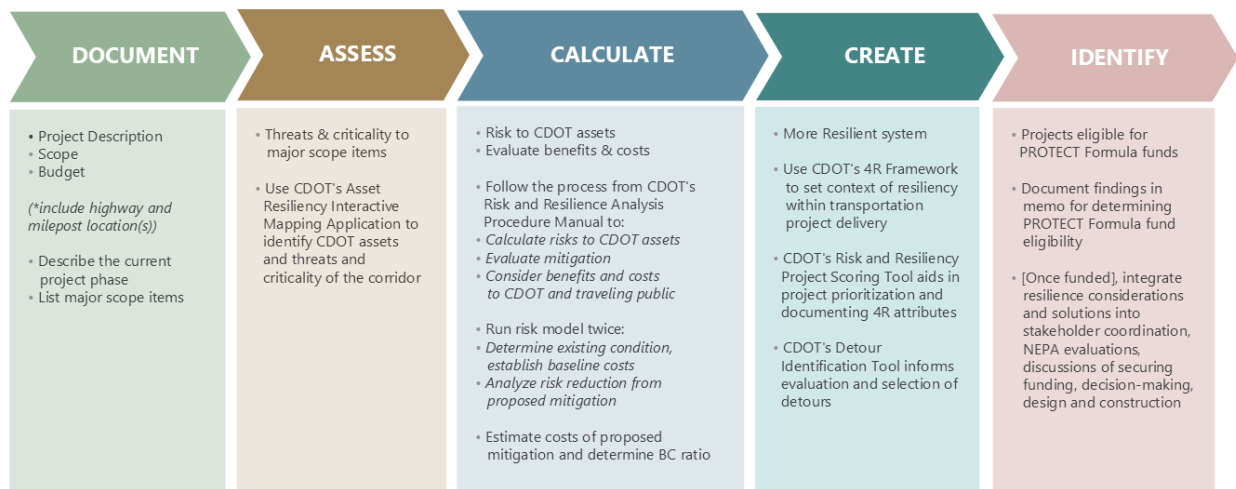 DOCUMENT
• Project Description
• Scope
• Budget
(*include highway and
milepost location(s))
• Describe the current
project phase
• List major scope items
ASSESS
• Threats & criticality to
major scope items
• Use CDOT's Asset
Resiliency Interactive
Mapping Application to
identify CDOT assets
and threats and
criticality of the corridor
CALCULATE
• Risk to CDOT assets
• Evaluate benefits & costs
• Follow the process from CDOT's
Risk and Resilience Analysis
Procedure Manual to:
• Calculate risks to CDOT assets
• Evaluate mitigation
• Consider benefits and costs
to CDOT and traveling public
• Run risk model twice:
• Determine existing condition,
establish baseline costs
• Analyze risk reduction from
proposed mitigation
• Estimate costs of proposed
mitigation and determine BC ratio
CREATE
• More Resilient system
• Use CDOT's 4R Framework
to set context of resiliency
within transportation
project delivery
• CDOT's Risk and Resiliency
Project Scoring Tool aids in
project prioritization and
documenting 4R attributes
• CDOT's Detour
Identification Tool informs
evaluation and selection of
detours
IDENTIFY
• Projects eligible for
PROTECT Formula funds
• Document findings in
memo for determining
PROTECT Formula fund
eligibility
• [Once funded], integrate
resilience considerations
and solutions into
stakeholder coordination,
NEPA evaluations,
discussions of securing
funding, decision-making,
design and construction